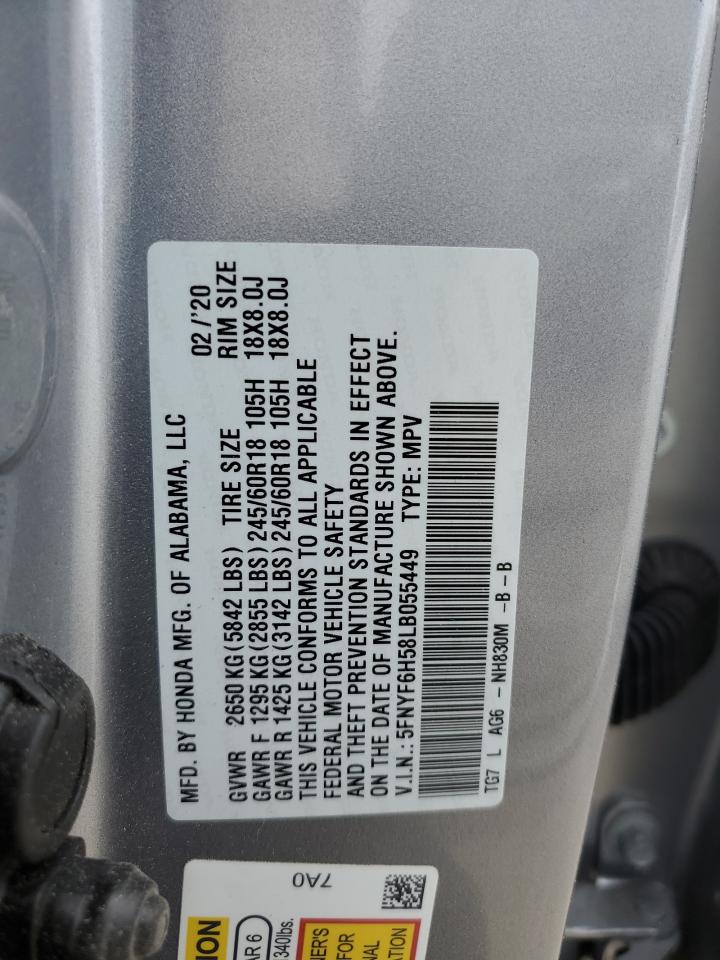 MFD. BY HONDA MFG. OF ALABAMA, LLC 02/'20
GVWR 2650 KG(5842 LBS) TIRE SIZE RIM SIZE
GAWR F 1295 KG(2855 LBS)245/60R18 105H 18X8.0J
GAWR R 1425 KG(3142 LBS)245/60R18 105H 18X8.0J
THIS VEHICLE CONFORMS TO ALL APPLICABLE
FEDERAL MOTOR VEHICLE SAFETY
AND THEFT PREVENTION STANDARDS IN EFFECT
ON THE DATE OF MANUFACTURE SHOWN ABOVE.
V.I.N.: 5FNYF6H58LB055449 TYPE: MPV
TG7 L AG6 - NH830M -B-B
7A0
340lbs.